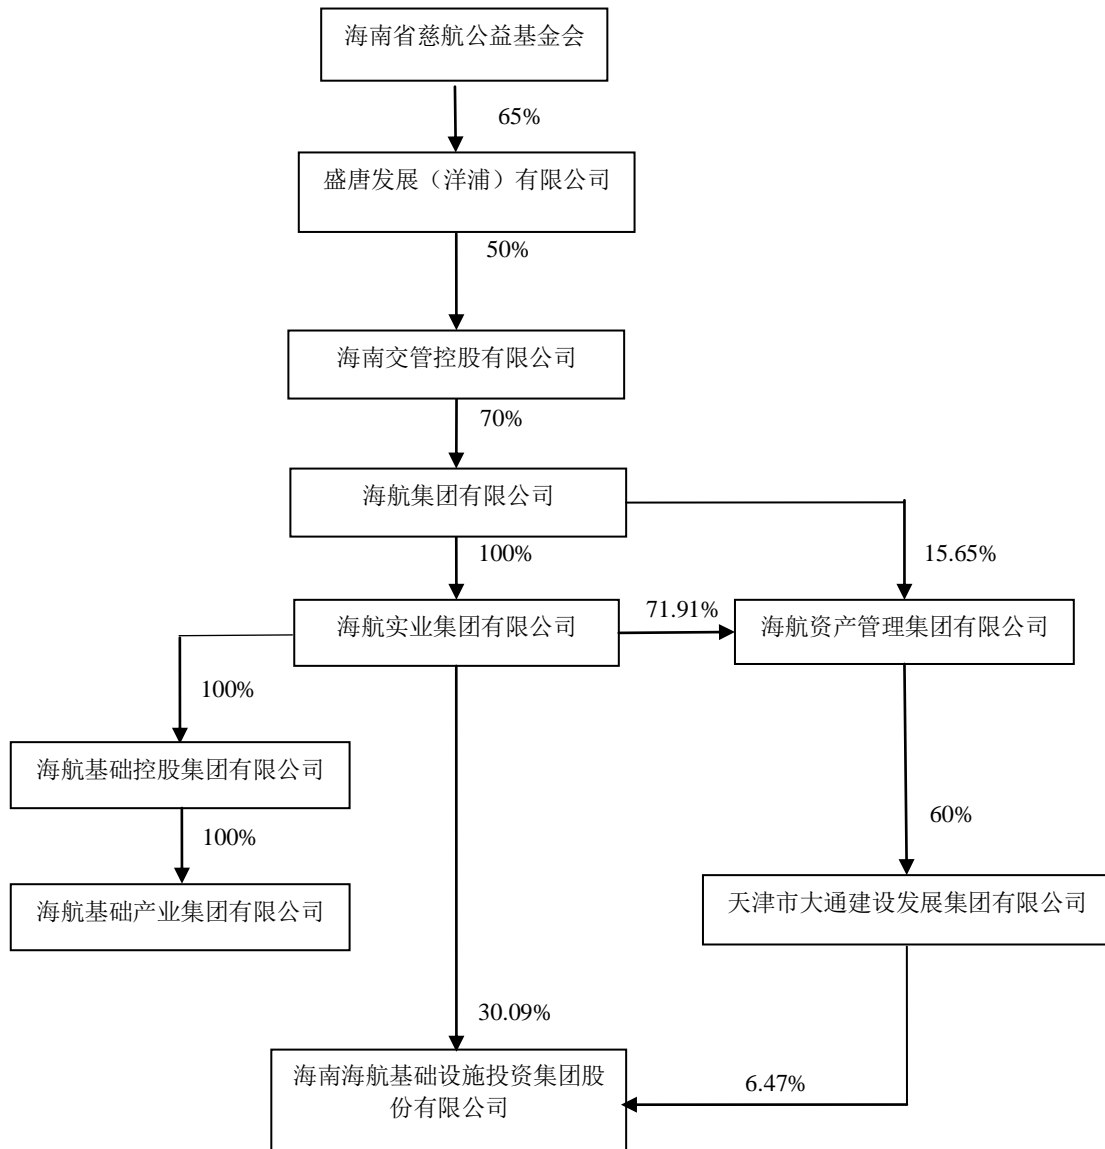 海南省慈航公益基金会
65%
盛唐发展（洋浦）有限公司
50%
海南交管控股有限公司
70%
海航集团有限公司
100%
15.65%
海航实业集团有限公司
71.91%
海航资产管理集团有限公司
100%
海航基础控股集团有限公司
100%
60%
海航基础产业集团有限公司
天津市大通建设发展集团有限公司
30.09%
海南海航基础设施投资集团股
份有限公司
6.47%